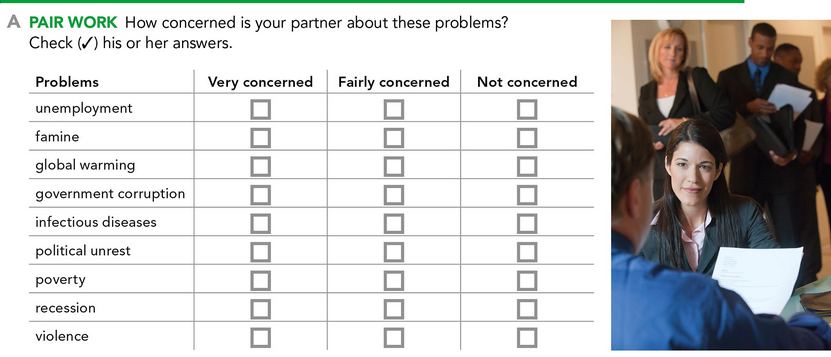 A PAIR WORK How concerned is your partner about these problems?
Check (✓) his or her answers.
Problems Very concerned Fairly concerned Not concerned
unemployment
famine
global warming
government corruption
infectious diseases
political unrest
poverty
recession
violence